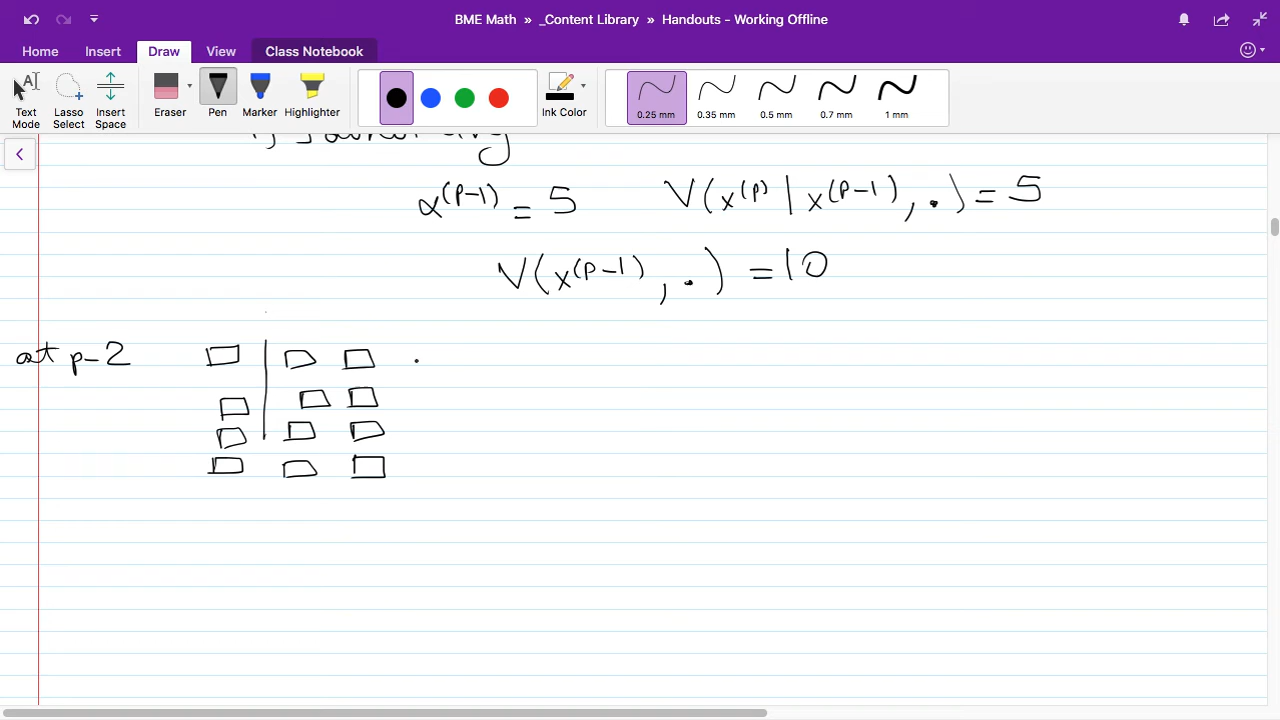 BME Math » _Content Library » Handouts - Working Offline
Home Insert Draw View Class Notebook
Text Mode Lasso Select Insert Space Eraser Pen Marker Highlighter Ink Color 0.25 mm 0.35 mm 0.5 mm 0.7 mm 1 mm
α^(p-1) = 5 V(x^(p) | x^(p-1), •) = 5
V(x^(p-1), •) = 10
at p-2